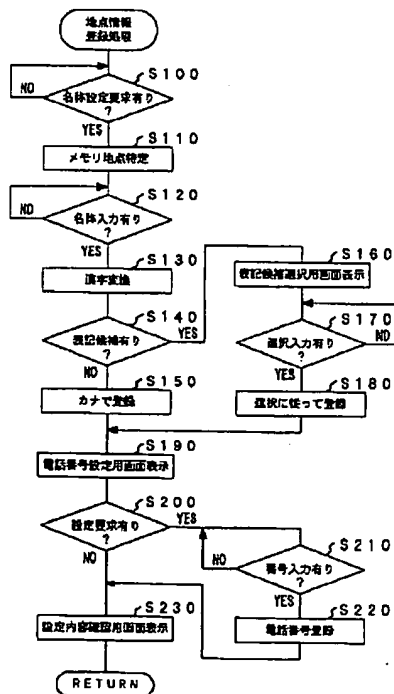 地点情報
登録処理
S100
NO
名体設定要求有り
?
YES
S110
メモリ地点特定
S120
NO
名体入力有り
?
YES
S130
漢字変換
S140
表記候補有り
?
YES
NO
S150
カナで登録
S160
表記候補選択用画面表示
S170
選択入力有り
?
NO
YES
S180
選択に従って登録
S190
電話番号設定用画面表示
S200
設定要求有り
?
YES
NO
S210
NO
番号入力有り
?
YES
S220
電話番号登録
S230
設定内容確認用画面表示
RETURN